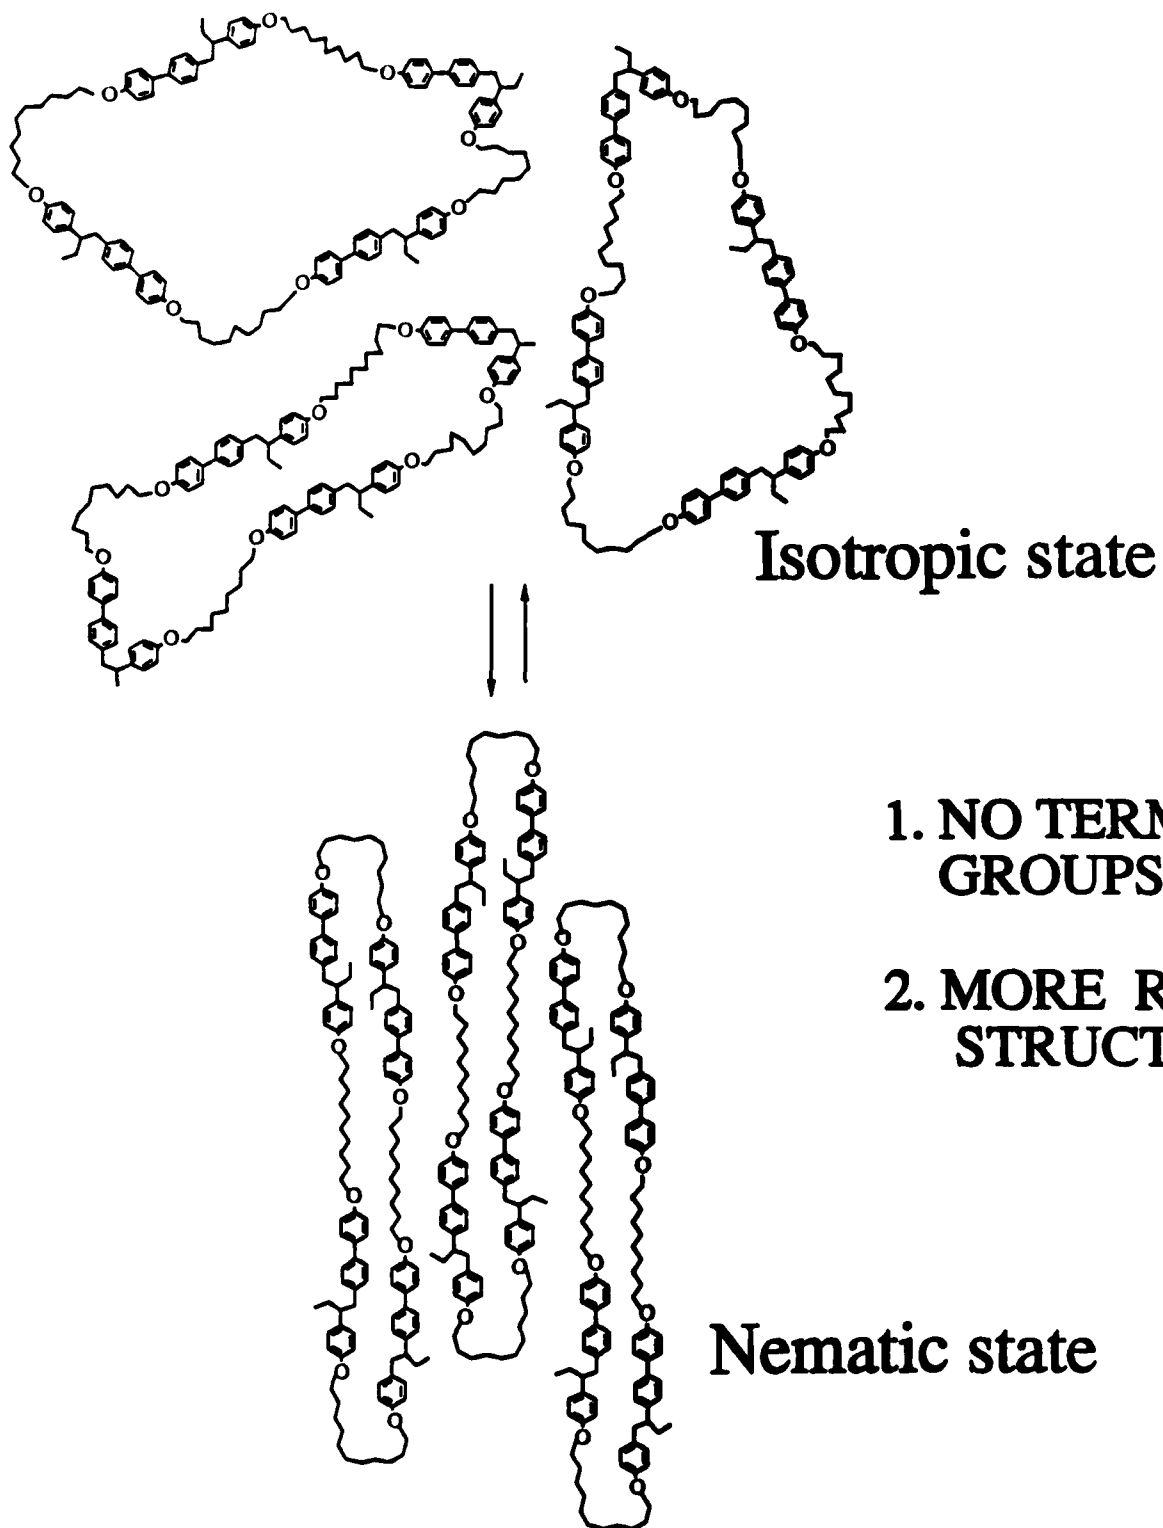 Isotropic state
1. NO TERM
GROUPS
2. MORE R
STRUCT
Nematic state